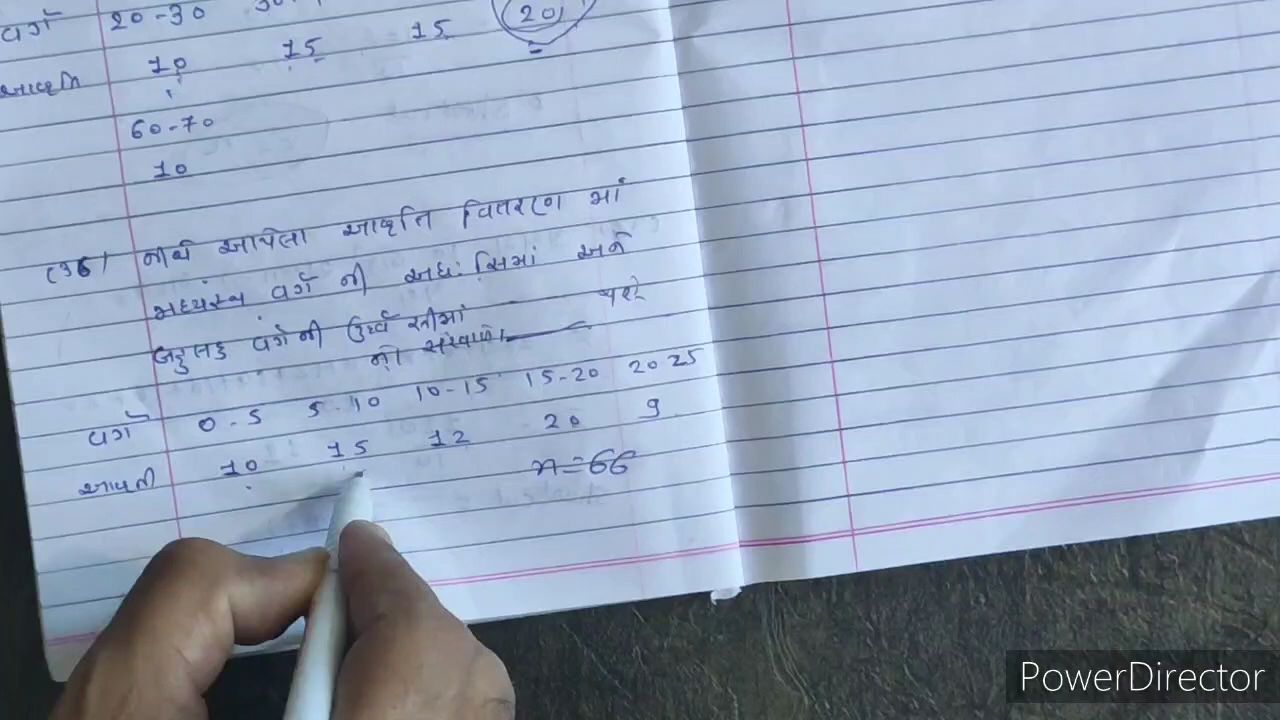 વર્ગ 20-30 30-
(20)
આવૃત્તિ 10 15 15
60-70
10
(36) નીચે આપેલા આવૃત્તિ વિતરણ માં
મધ્યસ્થ વર્ગ ની અધઃસિમાં અને
બહુલક વર્ગની ઉર્ધ્વ સીમાં
નો સરવાળો
વર્ગ 0-5 5-10 10-15 15-20 20-25
આવૃતી 10 15 12 20 9
n=66
PowerDirector